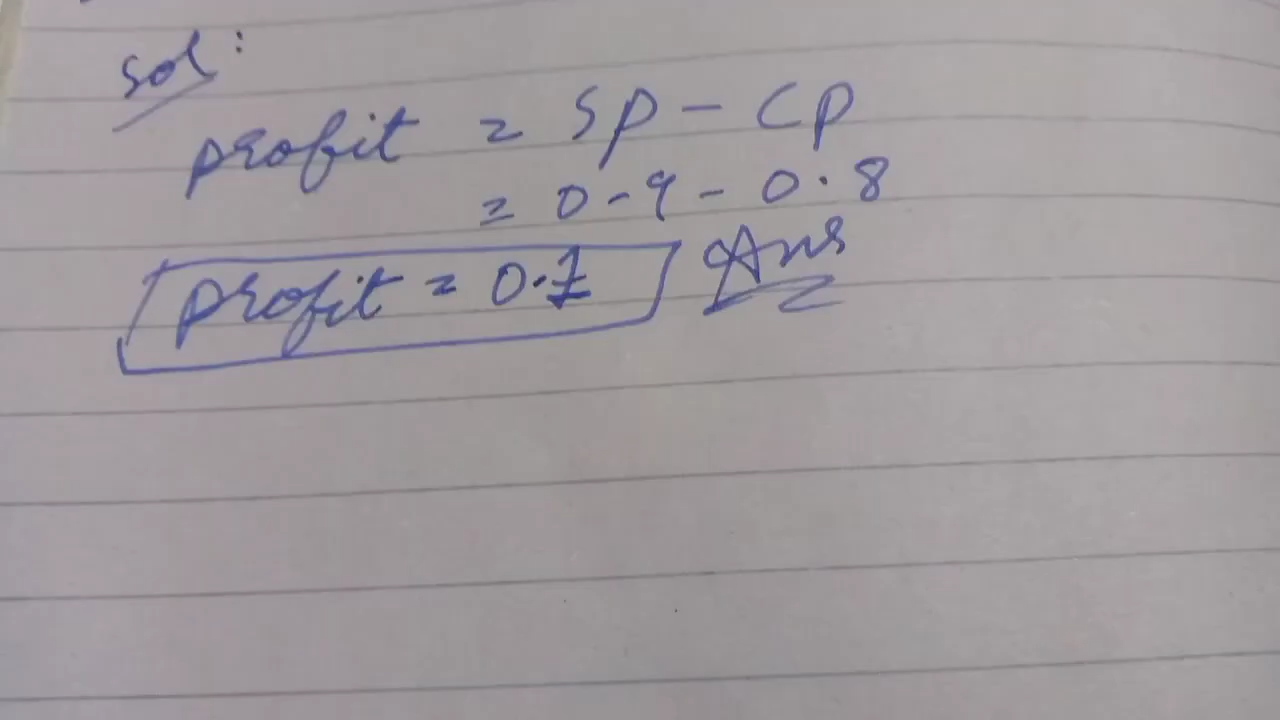 Sol:
profit = SP - CP
= 0.9 - 0.8
profit = 0.1 Ans